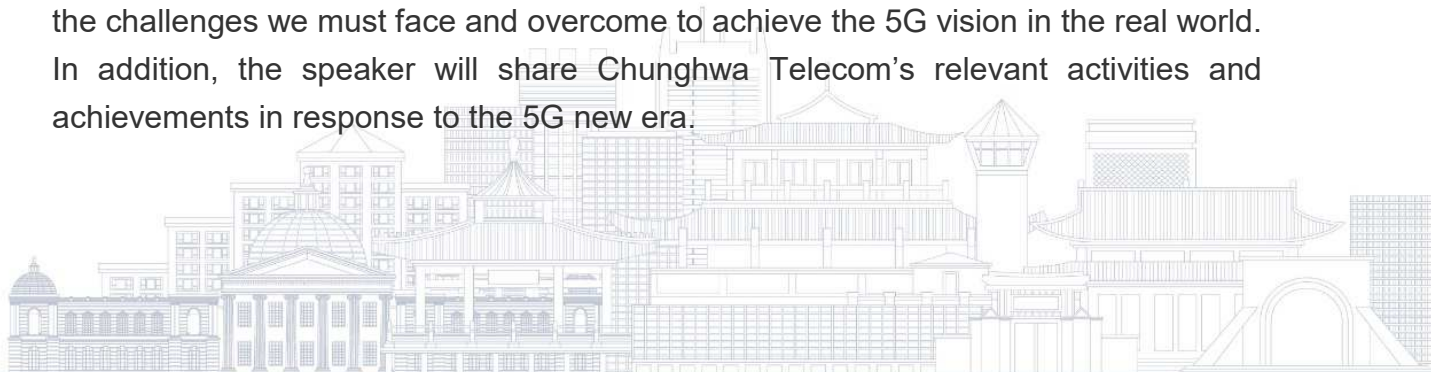 the challenges we must face and overcome to achieve the 5G vision in the real world.
In addition, the speaker will share Chunghwa Telecom’s relevant activities and
achievements in response to the 5G new era.